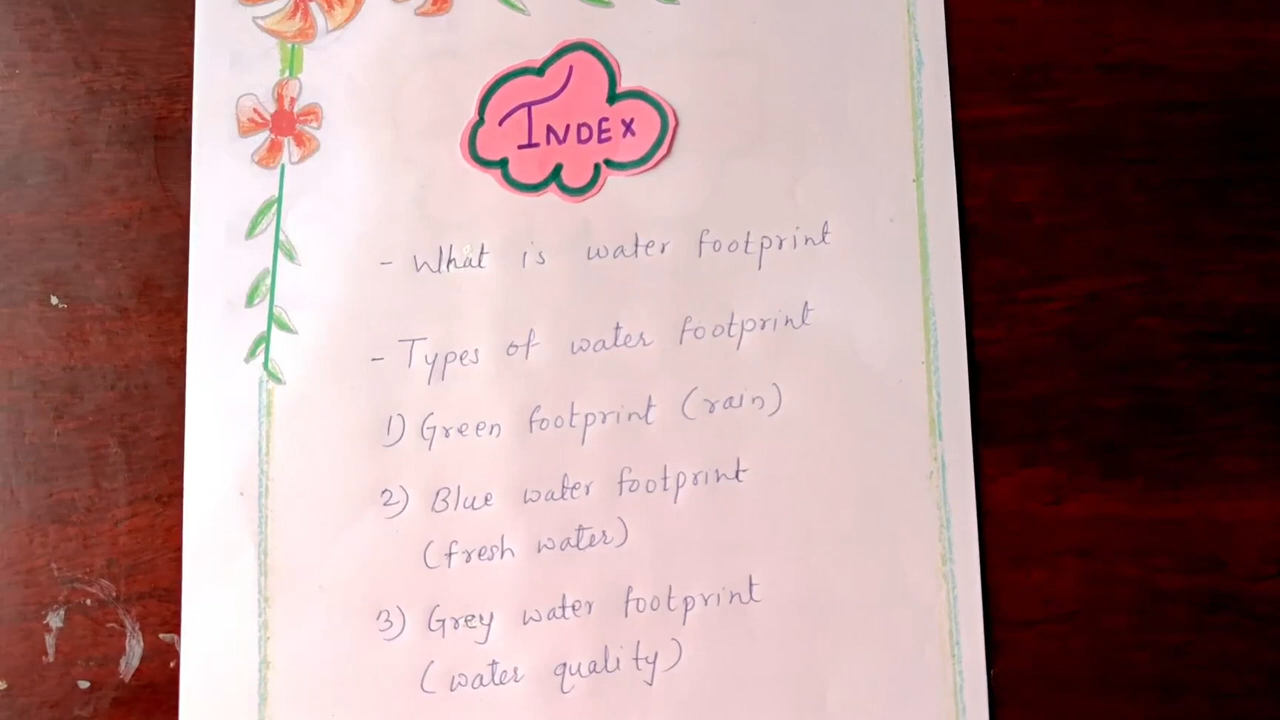 INDEX
- What is water footprint
- Types of water footprint
1) Green footprint (rain)
2) Blue water footprint
(fresh water)
3) Grey water footprint
(water quality)